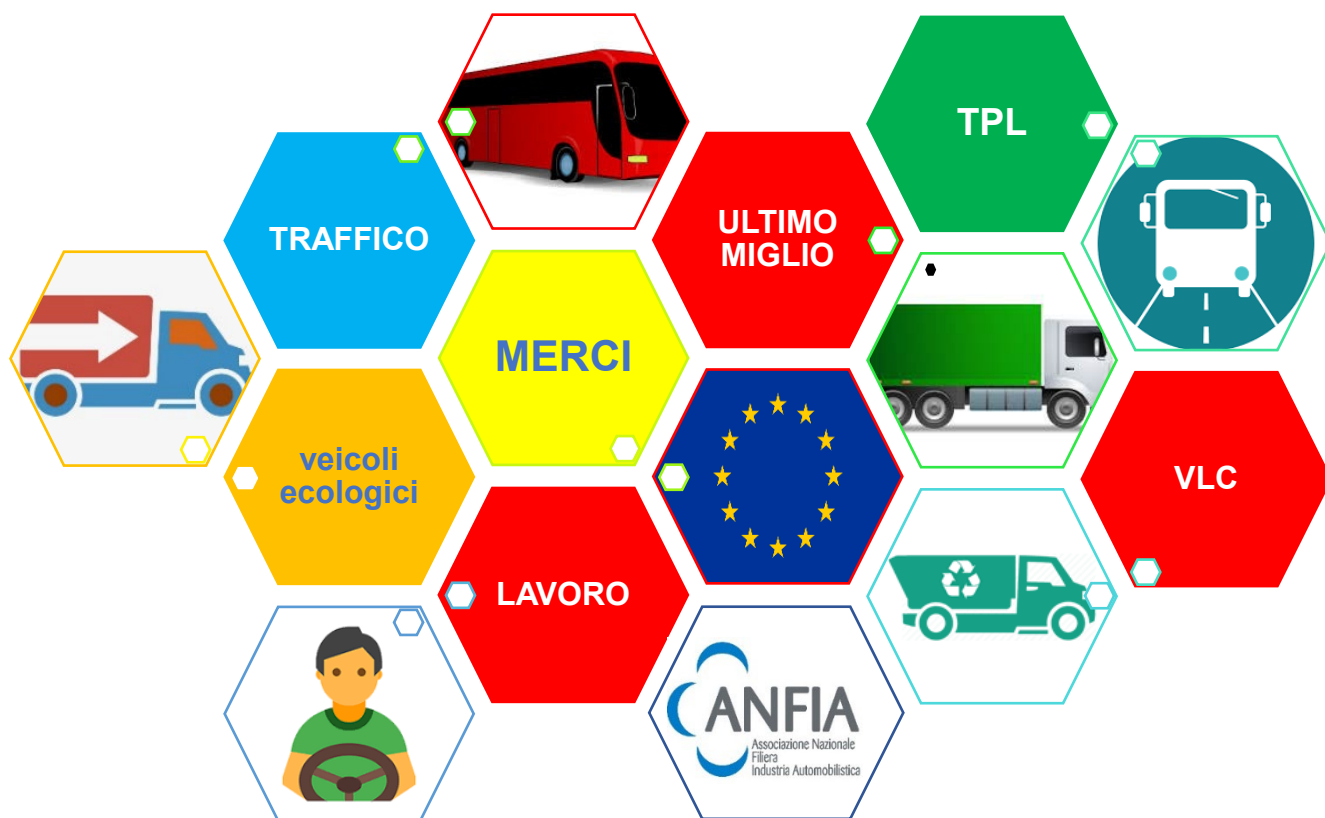 TPL
TRAFFICO
ULTIMO
MIGLIO
MERCI
veicoli
ecologici
VLC
LAVORO
ANFIA
Associazione Nazionale
Filiera
Industria Automobilistica